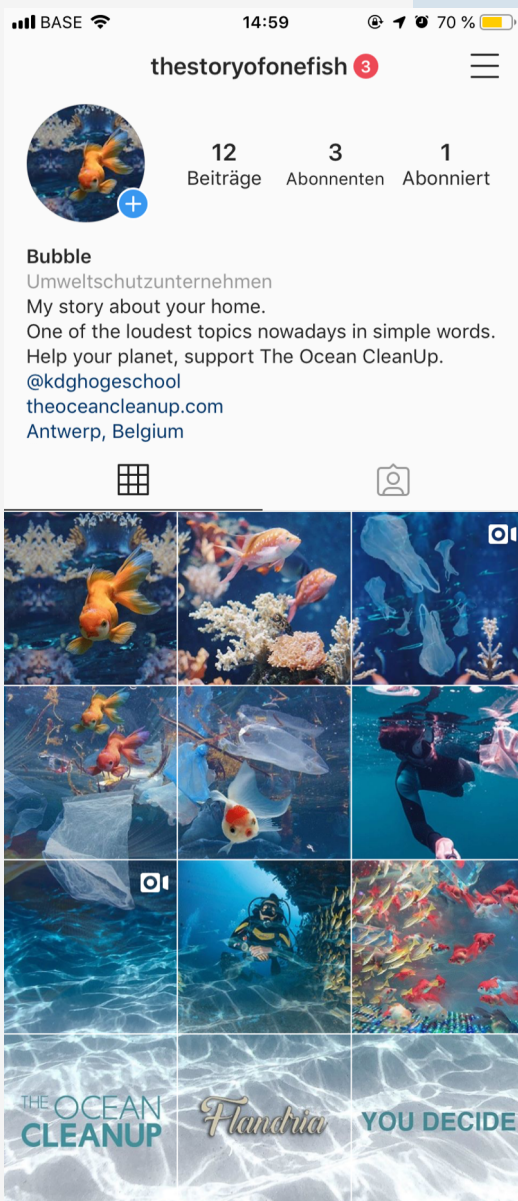 BASE 14:59 70 %
thestoryofonefish 3
12 3 1
Beiträge Abonnenten Abonniert
Bubble
Umweltschutzunternehmen
My story about your home.
One of the loudest topics nowadays in simple words.
Help your planet, support The Ocean CleanUp.
@kdghogeschool
theoceancleanup.com
Antwerp, Belgium
THE OCEAN
CLEANUP
Flandria
YOU DECIDE